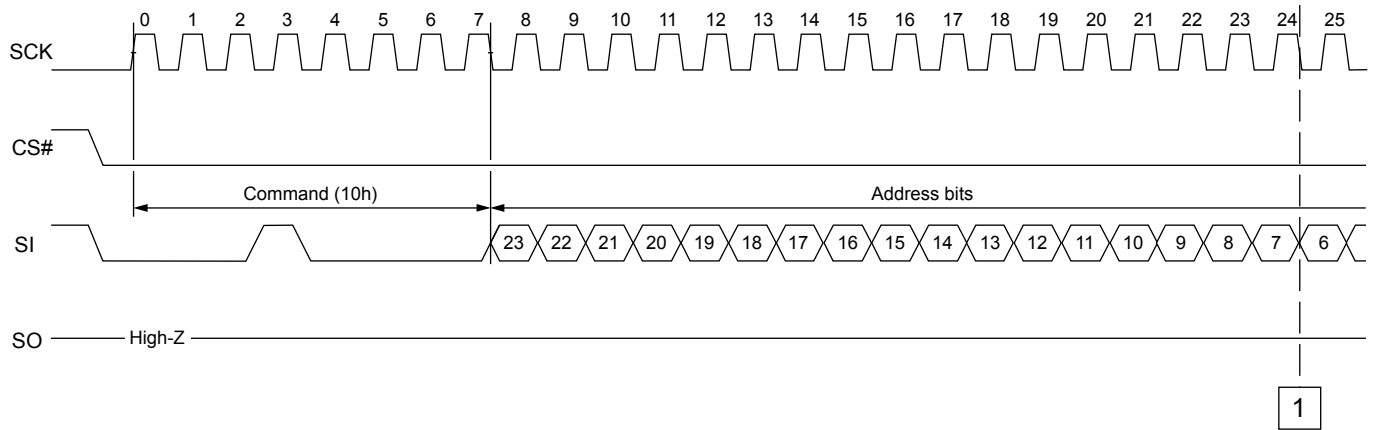 0 1 2 3 4 5 6 7 8 9 10 11 12 13 14 15 16 17 18 19 20 21 22 23 24 25
SCK
CS#
Command (10h) Address bits
SI 23 22 21 20 19 18 17 16 15 14 13 12 11 10 9 8 7 6
SO High-Z
1